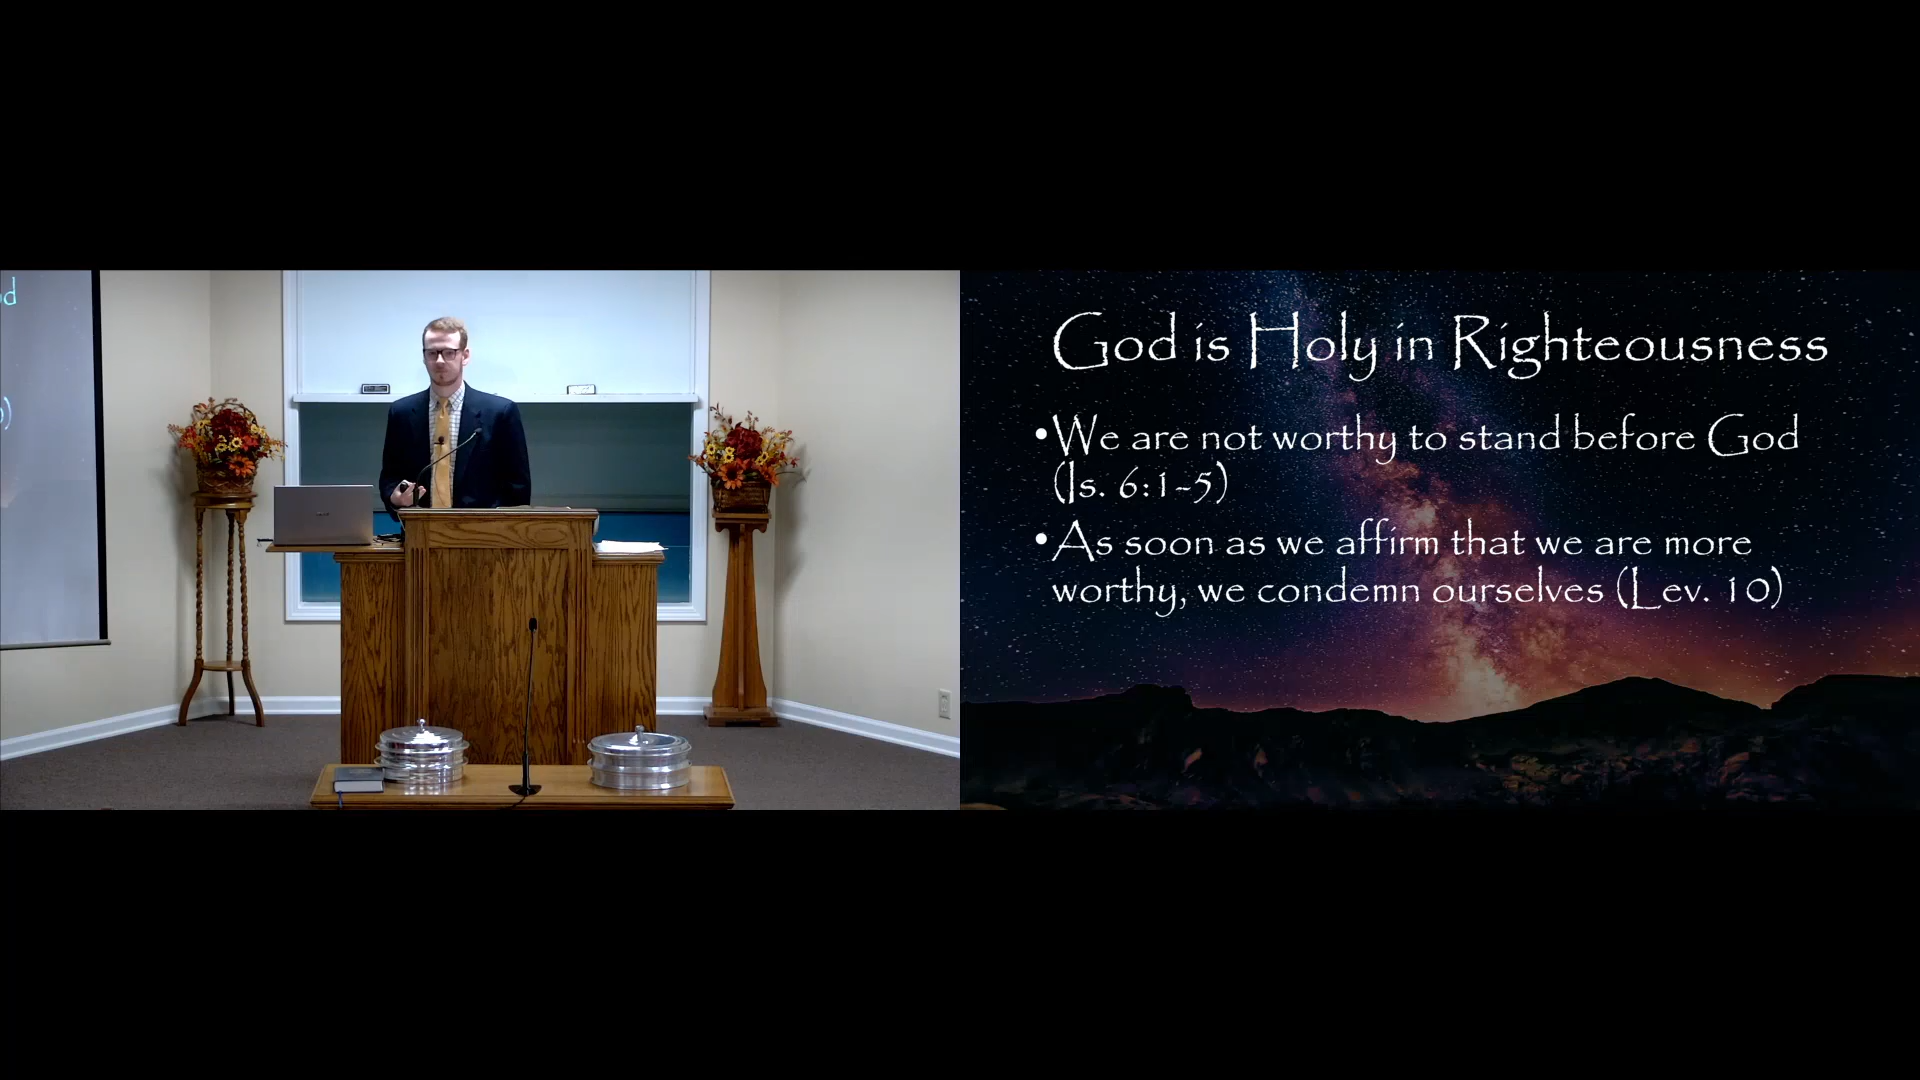 od
)
God is Holy in Righteousness
•We are not worthy to stand before God
(Is. 6:1-5)
•As soon as we affirm that we are more
worthy, we condemn ourselves (Lev. 10)